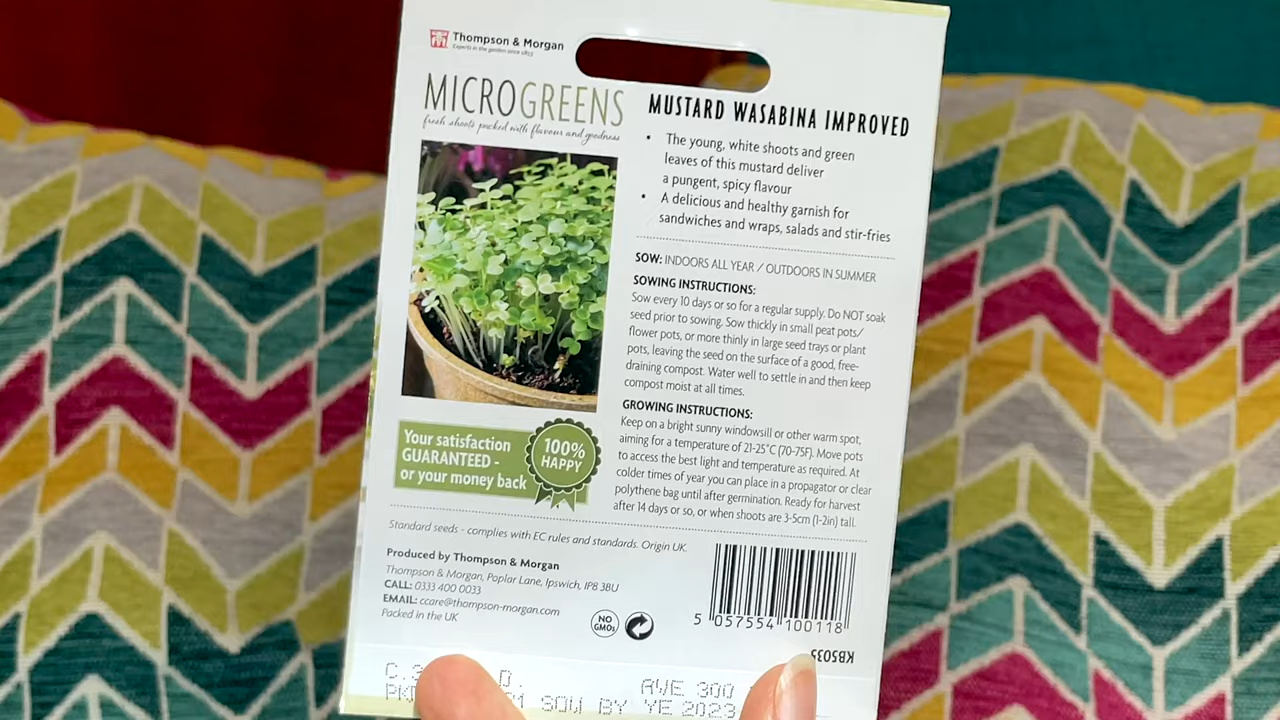 Thompson & Morgan
Experts in the garden since 1855
MICROGREENS
fresh shoots packed with flavour and goodness
MUSTARD WASABINA IMPROVED
• The young, white shoots and green
leaves of this mustard deliver
a pungent, spicy flavour
• A delicious and healthy garnish for
sandwiches and wraps, salads and stir-fries
SOW: INDOORS ALL YEAR / OUTDOORS IN SUMMER
SOWING INSTRUCTIONS:
Sow every 10 days or so for a regular supply. Do NOT soak
seed prior to sowing. Sow thickly in small peat pots/
flower pots, or more thinly in large seed trays or plant
pots, leaving the seed on the surface of a good, free-
draining compost. Water well to settle in and then keep
compost moist at all times.
GROWING INSTRUCTIONS:
Keep on a bright sunny windowsill or other warm spot,
aiming for a temperature of 21-25°C (70-75F). Move pots
to access the best light and temperature as required. At
colder times of year you can place in a propagator or clear
polythene bag until after germination. Ready for harvest
after 14 days or so, or when shoots are 3-5cm (1-2in) tall.
Your satisfaction
GUARANTEED -
or your money back
100%
HAPPY
Standard seeds - complies with EC rules and standards. Origin UK.
Produced by Thompson & Morgan
Thompson & Morgan, Poplar Lane, Ipswich, IP8 3BU
CALL: 0333 400 0033
EMAIL: ccare@thompson-morgan.com
Packed in the UK
NO
GMOs
5 057554 100118
KB5035
D. AVE 300
SOW BY YE 2023